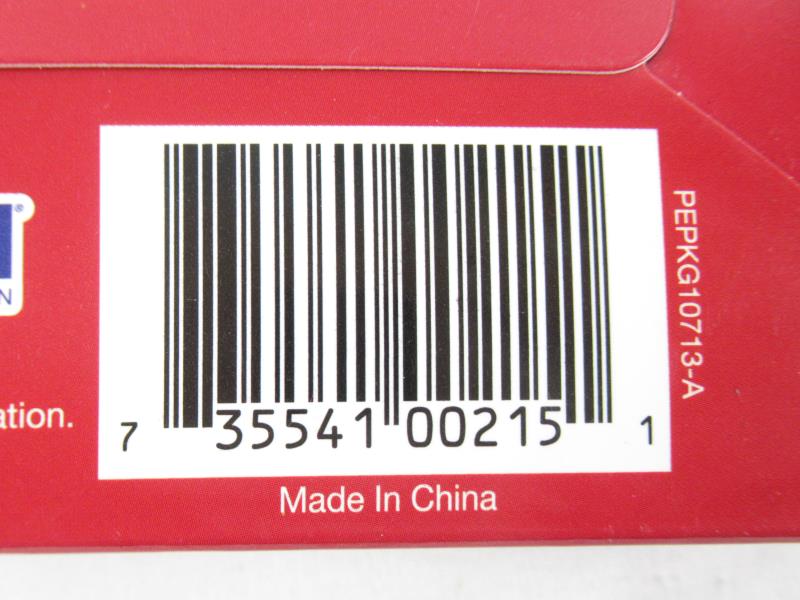 ®
N
ation.
7 35541 00215 1
Made In China
PEPKG10713-A